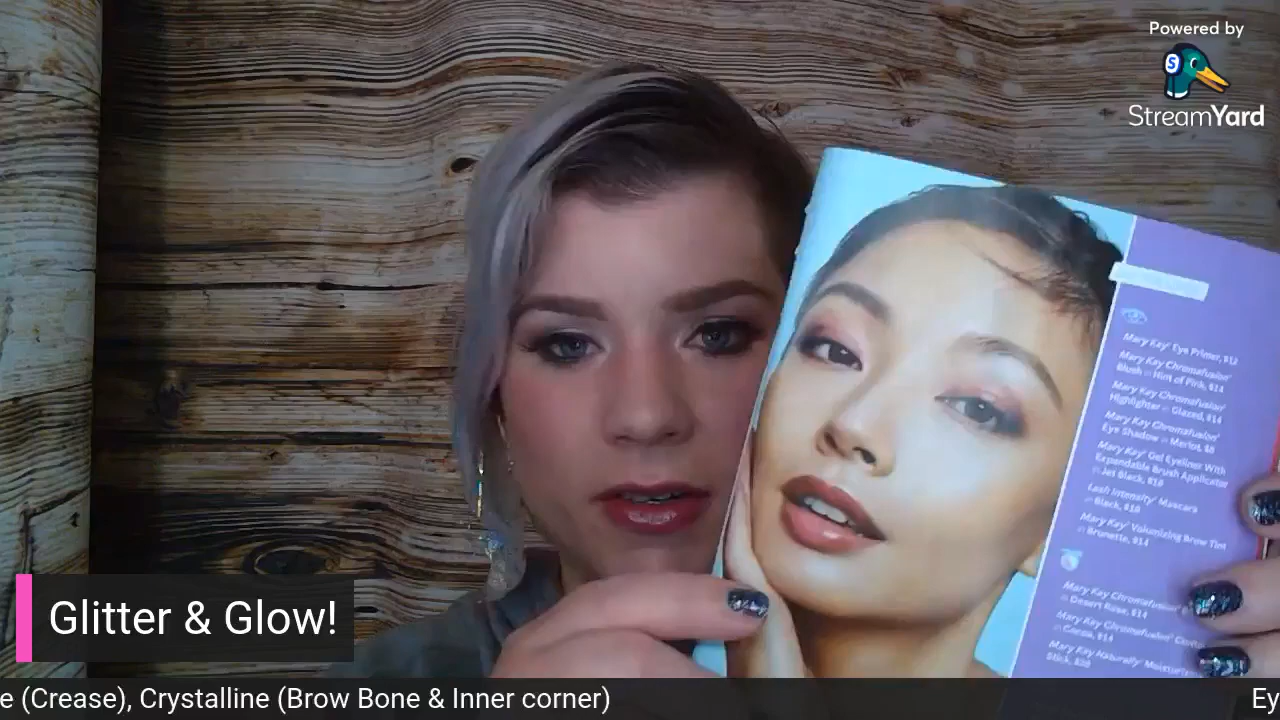 Powered by
StreamYard
Mary Kay® Eye Primer, $12
Mary Kay Chromafusion®
Blush in Hint of Pink, $14
Mary Kay Chromafusion®
Highlighter in Glazed, $14
Mary Kay Chromafusion®
Eye Shadow in Merlot, $8
Mary Kay® Gel Eyeliner With
Expandable Brush Applicator
in Jet Black, $18
Lash Intensity® Mascara
in Black, $18
Mary Kay® Volumizing Brow Tint
in Brunette, $14
Mary Kay Chromafusion®
in Desert Rose, $14
Mary Kay Chromafusion®
in Cocoa, $14
Mary Kay Naturally®
Stick, $28
Glitter & Glow!
e (Crease), Crystalline (Brow Bone & Inner corner)
Ey